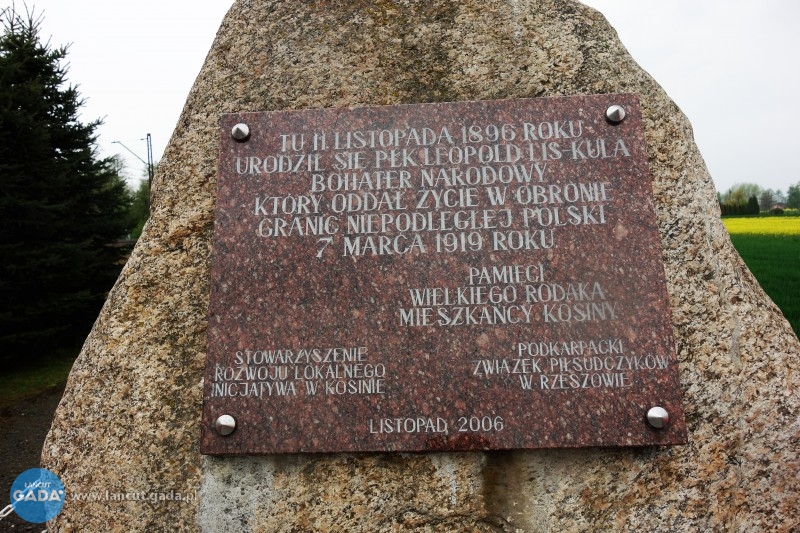 TU 11 LISTOPADA 1896 ROKU
URODZIŁ SIĘ PŁK LEOPOLD LIS-KULA
BOHATER NARODOWY
KTÓRY ODDAŁ ŻYCIE W OBRONIE
GRANIC NIEPODLEGŁEJ POLSKI
7 MARCA 1919 ROKU
PAMIĘCI
WIELKIEGO RODAKA
MIESZKAŃCY KOSINY
STOWARZYSZENIE
ROZWOJU LOKALNEGO
INICJATYWA W KOSINIE
PODKARPACKI
ZWIĄZEK PIŁSUDCZYKÓW
W RZESZOWIE
LISTOPAD, 2006
ŁAŃCUT
GADA
www.lancut.gada.pl